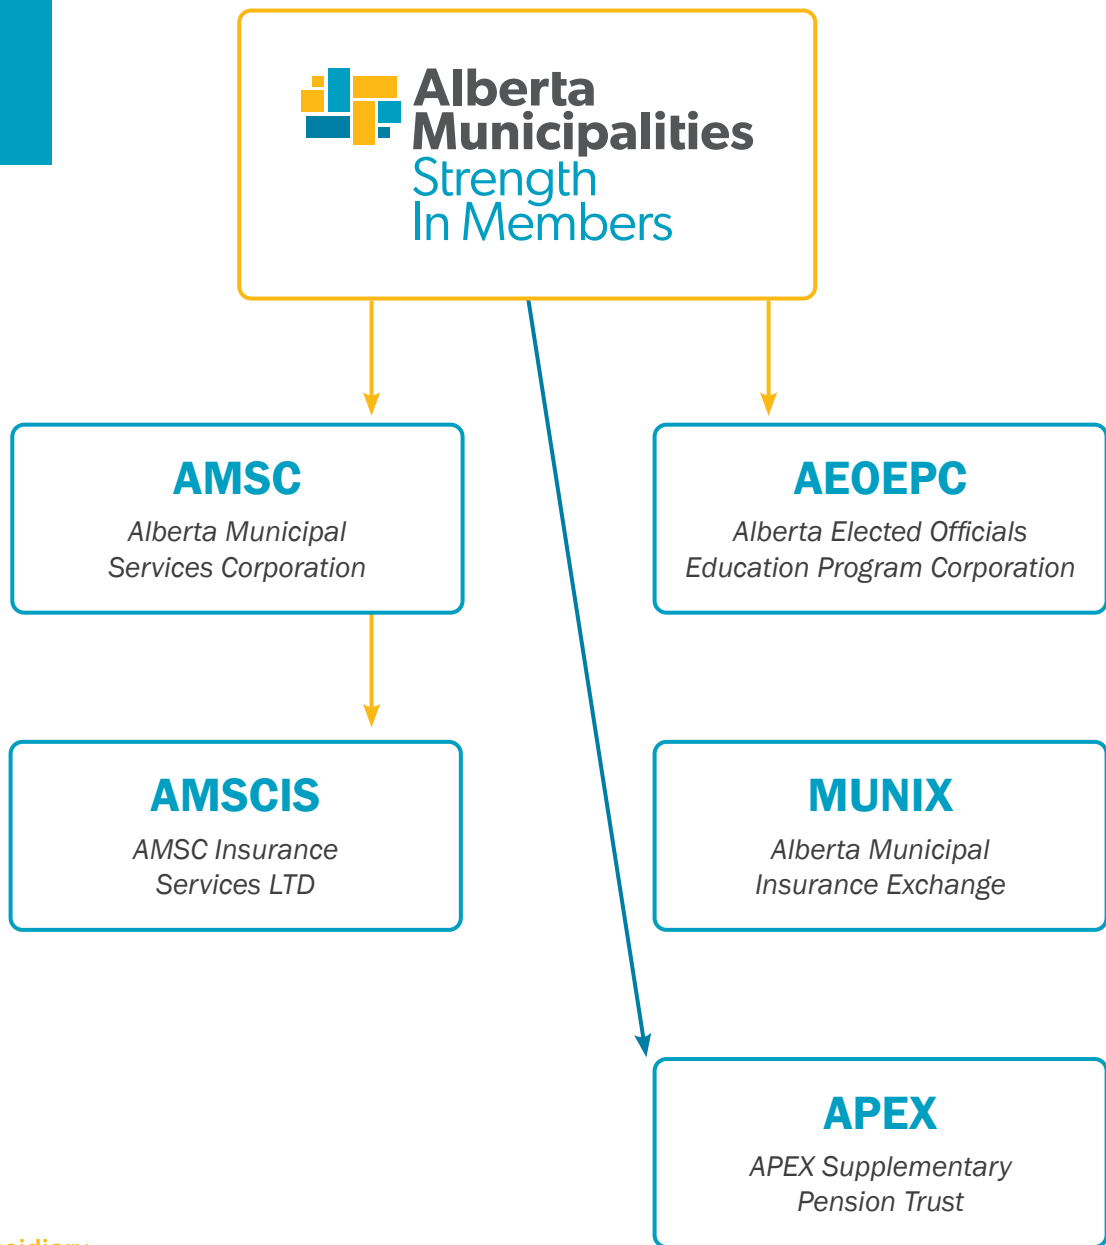 Alberta
Municipalities
Strength
In Members
AMSC
Alberta Municipal
Services Corporation
AEOEPC
Alberta Elected Officials
Education Program Corporation
AMSCIS
AMSC Insurance
Services LTD
MUNIX
Alberta Municipal
Insurance Exchange
APEX
APEX Supplementary
Pension Trust